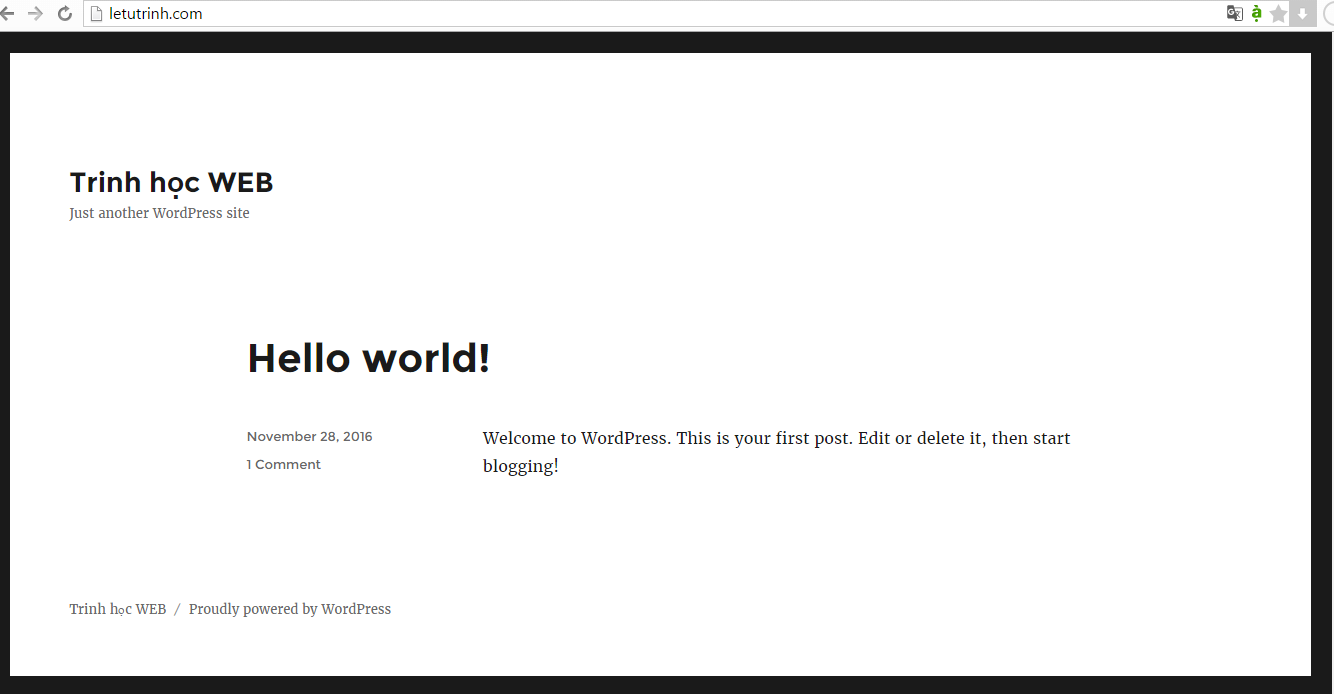 letutrinh.com
Trinh học WEB
Just another WordPress site
Hello world!
November 28, 2016
1 Comment
Welcome to WordPress. This is your first post. Edit or delete it, then start
blogging!
Trinh học WEB / Proudly powered by WordPress